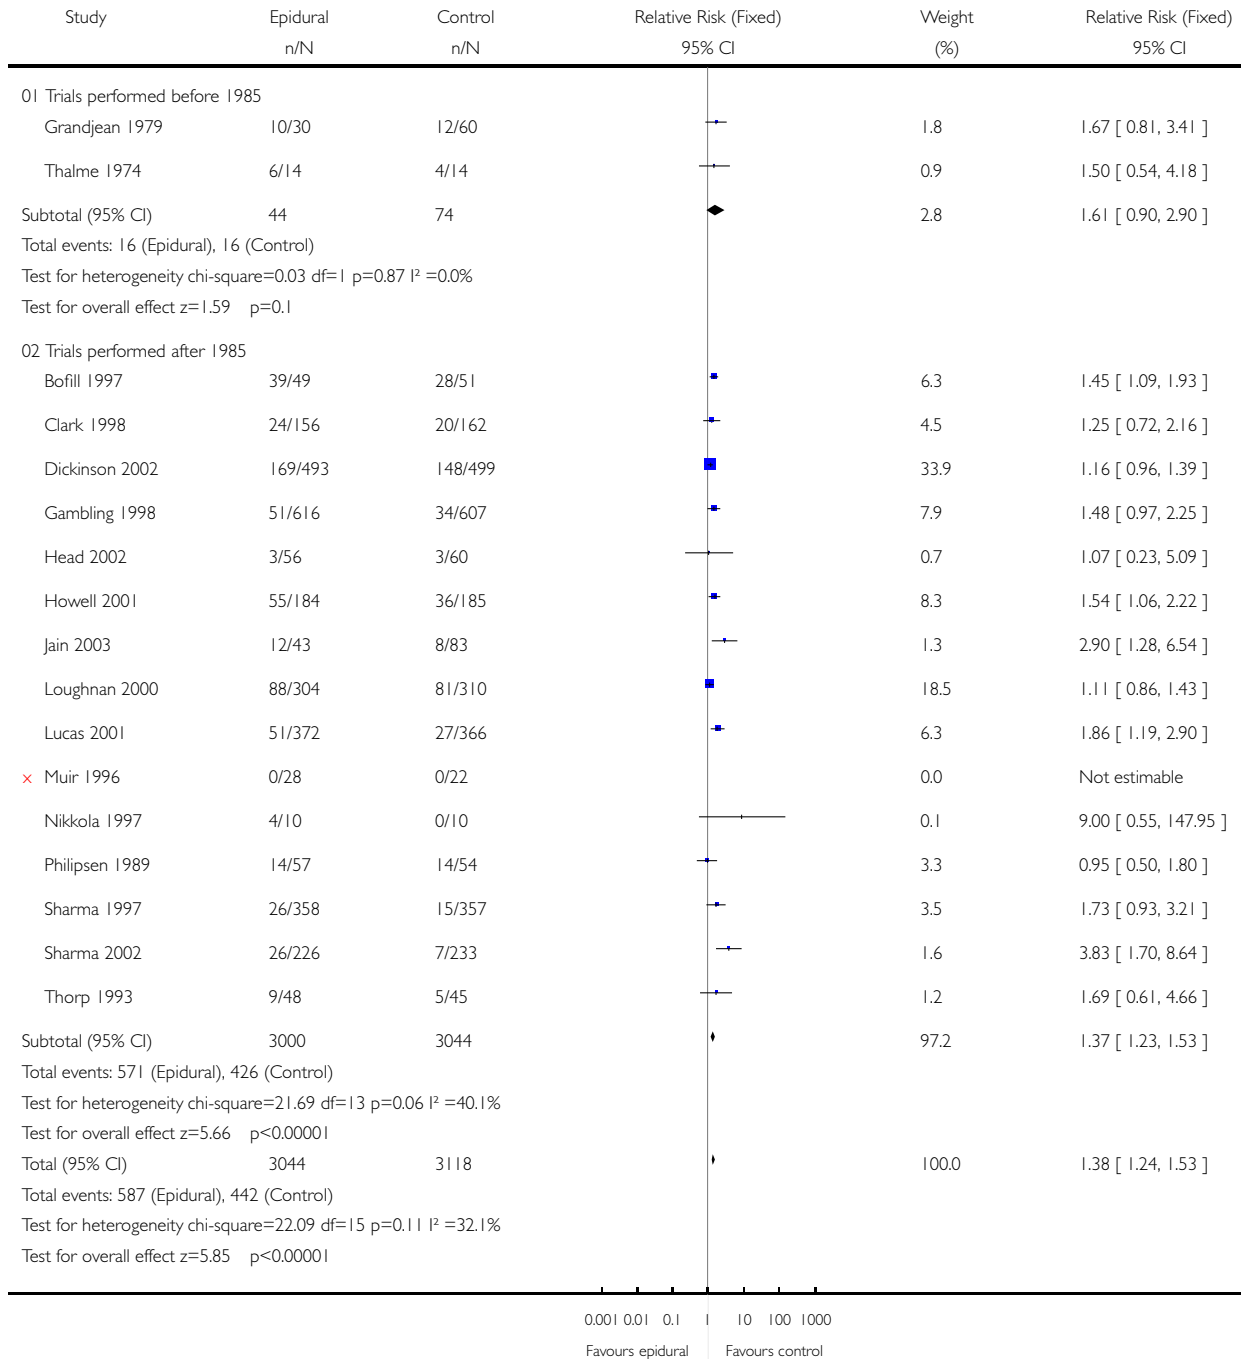 Study Epidural Control Relative Risk (Fixed) Weight Relative Risk (Fixed)
n/N n/N 95% CI (%) 95% CI
01 Trials performed before 1985
Grandjean 1979 10/30 12/60 1.8 1.67 [ 0.81, 3.41 ]
Thalme 1974 6/14 4/14 0.9 1.50 [ 0.54, 4.18 ]
Subtotal (95% CI) 44 74 2.8 1.61 [ 0.90, 2.90 ]
Total events: 16 (Epidural), 16 (Control)
Test for heterogeneity chi-square=0.03 df=1 p=0.87 I² =0.0%
Test for overall effect z=1.59 p=0.1
02 Trials performed after 1985
Bofill 1997 39/49 28/51 6.3 1.45 [ 1.09, 1.93 ]
Clark 1998 24/156 20/162 4.5 1.25 [ 0.72, 2.16 ]
Dickinson 2002 169/493 148/499 33.9 1.16 [ 0.96, 1.39 ]
Gambling 1998 51/616 34/607 7.9 1.48 [ 0.97, 2.25 ]
Head 2002 3/56 3/60 0.7 1.07 [ 0.23, 5.09 ]
Howell 2001 55/184 36/185 8.3 1.54 [ 1.06, 2.22 ]
Jain 2003 12/43 8/83 1.3 2.90 [ 1.28, 6.54 ]
Loughnan 2000 88/304 81/310 18.5 1.11 [ 0.86, 1.43 ]
Lucas 2001 51/372 27/366 6.3 1.86 [ 1.19, 2.90 ]
× Muir 1996 0/28 0/22 0.0 Not estimable
Nikkola 1997 4/10 0/10 0.1 9.00 [ 0.55, 147.95 ]
Philipsen 1989 14/57 14/54 3.3 0.95 [ 0.50, 1.80 ]
Sharma 1997 26/358 15/357 3.5 1.73 [ 0.93, 3.21 ]
Sharma 2002 26/226 7/233 1.6 3.83 [ 1.70, 8.64 ]
Thorp 1993 9/48 5/45 1.2 1.69 [ 0.61, 4.66 ]
Subtotal (95% CI) 3000 3044 97.2 1.37 [ 1.23, 1.53 ]
Total events: 571 (Epidural), 426 (Control)
Test for heterogeneity chi-square=21.69 df=13 p=0.06 I² =40.1%
Test for overall effect z=5.66 p<0.00001
Total (95% CI) 3044 3118 100.0 1.38 [ 1.24, 1.53 ]
Total events: 587 (Epidural), 442 (Control)
Test for heterogeneity chi-square=22.09 df=15 p=0.11 I² =32.1%
Test for overall effect z=5.85 p<0.00001
0.001 0.01 0.1 1 10 100 1000
Favours epidural Favours control